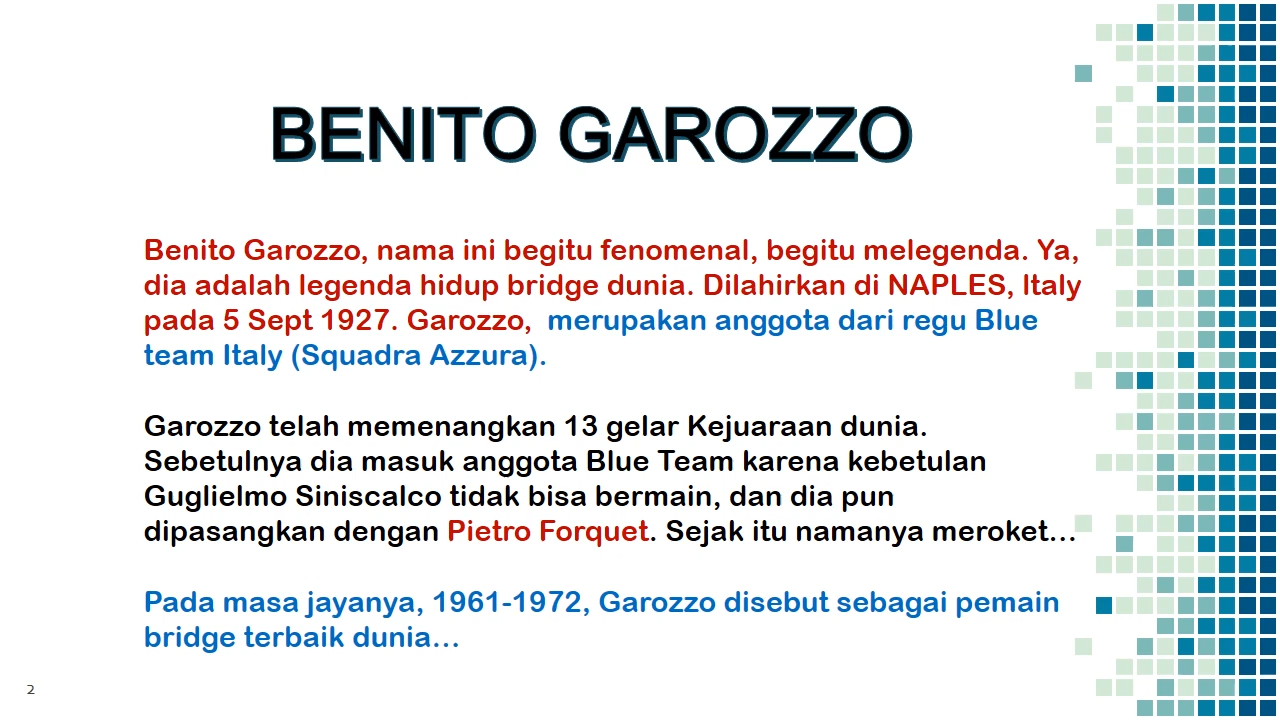 BENITO GAROZZO
Benito Garozzo, nama ini begitu fenomenal, begitu melegenda. Ya,
dia adalah legenda hidup bridge dunia. Dilahirkan di NAPLES, Italy
pada 5 Sept 1927. Garozzo, merupakan anggota dari regu Blue
team Italy (Squadra Azzura).
Garozzo telah memenangkan 13 gelar Kejuaraan dunia.
Sebetulnya dia masuk anggota Blue Team karena kebetulan
Guglielmo Siniscalco tidak bisa bermain, dan dia pun
dipasangkan dengan Pietro Forquet. Sejak itu namanya meroket...
Pada masa jayanya, 1961-1972, Garozzo disebut sebagai pemain
bridge terbaik dunia...
2